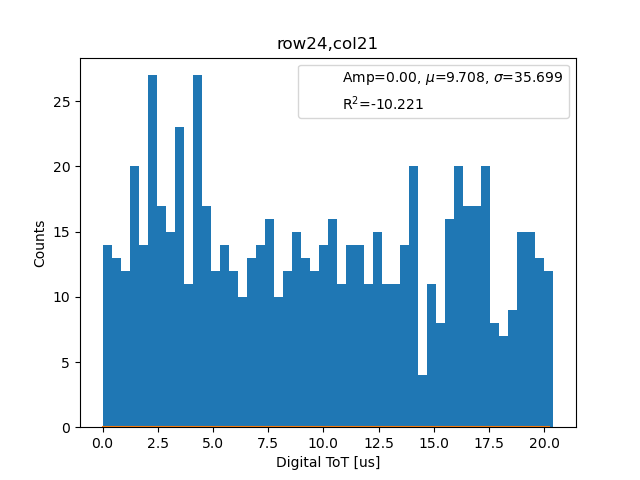 row24,col21
Amp=0.00, μ=9.708, σ=35.699
R²=-10.221
Counts
25
20
15
10
5
0
0.0 2.5 5.0 7.5 10.0 12.5 15.0 17.5 20.0
Digital ToT [us]